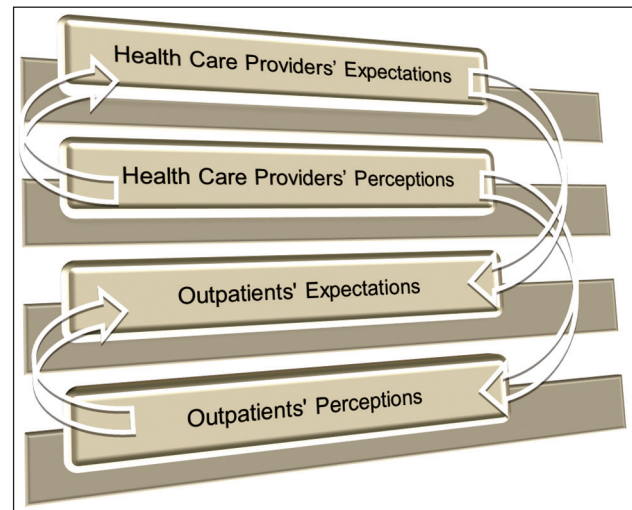 Health Care Providers’ Expectations
Health Care Providers’ Perceptions
Outpatients' Expectations
Outpatients' Perceptions